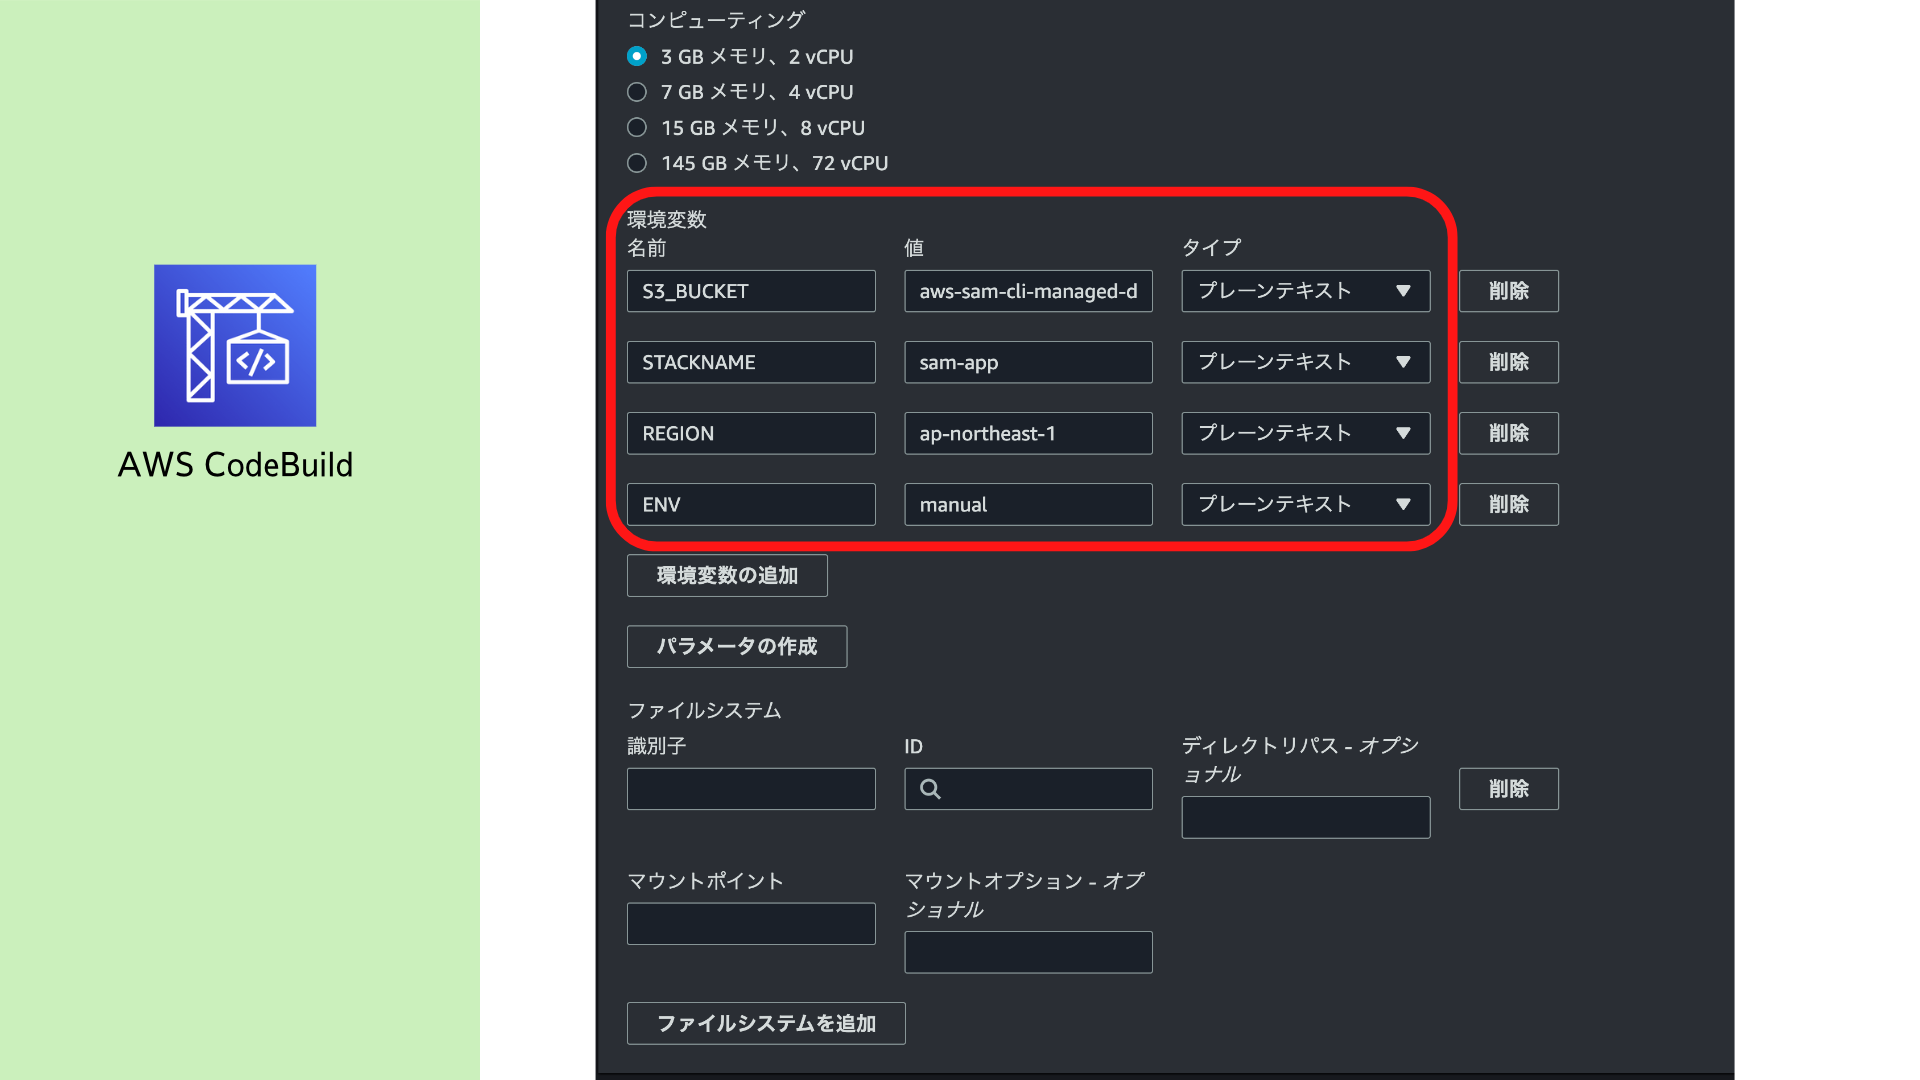 AWS CodeBuild
コンピューティング
3 GB メモリ、2 vCPU
7 GB メモリ、4 vCPU
15 GB メモリ、8 vCPU
145 GB メモリ、72 vCPU
環境変数
名前 値 タイプ
S3_BUCKET aws-sam-cli-managed-d プレーンテキスト 削除
STACKNAME sam-app プレーンテキスト 削除
REGION ap-northeast-1 プレーンテキスト 削除
ENV manual プレーンテキスト 削除
環境変数の追加
パラメータの作成
ファイルシステム
識別子 ID ディレクトリパス - オプシ
ョナル
削除
マウントポイント マウントオプション - オプ
ショナル
ファイルシステムを追加